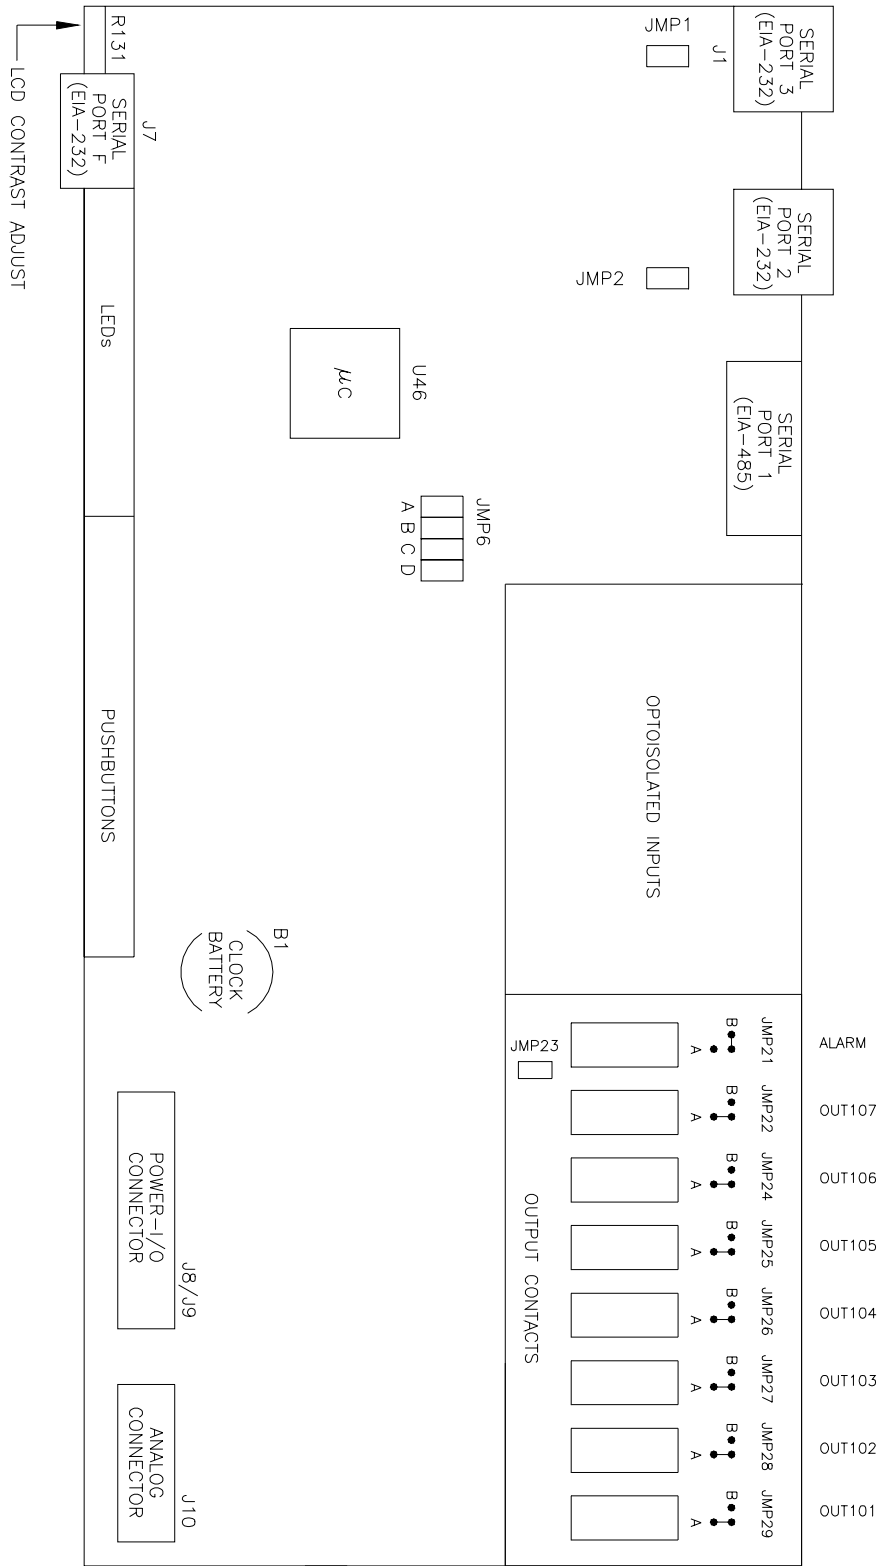 JMP1
J1
SERIAL
PORT 3
(EIA-232)
R131
LCD CONTRAST ADJUST
J7
SERIAL
PORT F
(EIA-232)
SERIAL
PORT 2
(EIA-232)
JMP2
LEDs
U46
µC
SERIAL
PORT 1
(EIA-485)
JMP6
A B C D
PUSHBUTTONS
OPTOISOLATED INPUTS
B1
CLOCK
BATTERY
JMP23
OUTPUT CONTACTS
ALARM
JMP21
B
A
OUT107
JMP22
B
A
OUT106
JMP24
B
A
OUT105
JMP25
B
A
OUT104
JMP26
B
A
OUT103
JMP27
B
A
OUT102
JMP28
B
A
OUT101
JMP29
B
A
J8/J9
POWER-I/O
CONNECTOR
J10
ANALOG
CONNECTOR